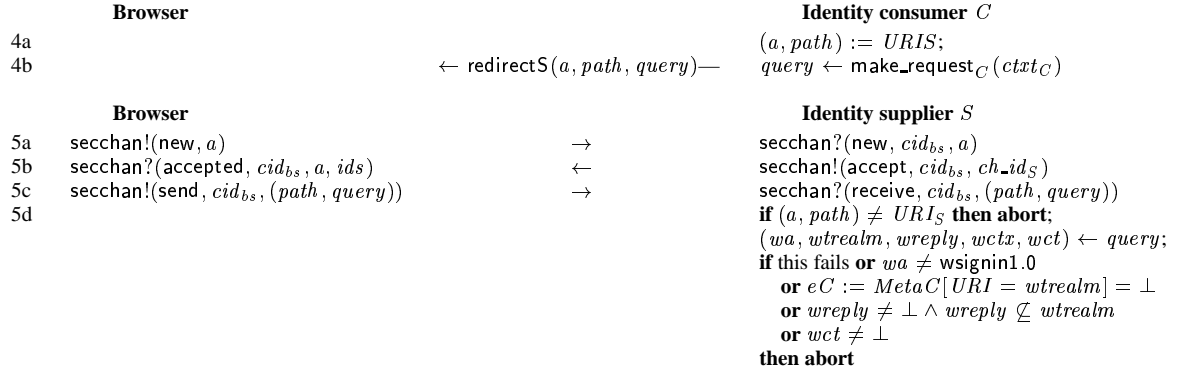 Browser Identity consumer C
4a (a, path) := URIS;
4b ← redirectS(a, path, query)— query ← make_request_C(ctxt_C)
Browser Identity supplier S
5a secchan!(new, a) → secchan?(new, cid_bs, a)
5b secchan?(accepted, cid_bs, a, ids) ← secchan!(accept, cid_bs, ch_id_S)
5c secchan!(send, cid_bs, (path, query)) → secchan?(receive, cid_bs, (path, query))
5d if (a, path) ≠ URI_S then abort;
(wa, wtrealm, wreply, wctx, wct) ← query;
if this fails or wa ≠ wsignin1.0
or eC := MetaC[URI = wtrealm] = ⊥
or wreply ≠ ⊥ ∧ wreply ⊈ wtrealm
or wct ≠ ⊥
then abort